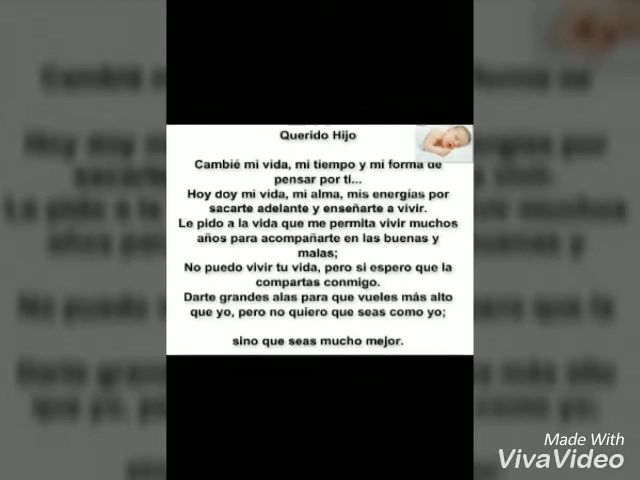 Querido Hijo
Cambié mi vida, mi tiempo y mi forma de
pensar por ti...
Hoy doy mi vida, mi alma, mis energías por
sacarte adelante y enseñarte a vivir.
Le pido a la vida que me permita vivir muchos
años para acompañarte en las buenas y
malas;
No puedo vivir tu vida, pero si espero que la
compartas conmigo.
Darte grandes alas para que vueles más alto
que yo, pero no quiero que seas como yo;
sino que seas mucho mejor.
Made With
VivaVideo